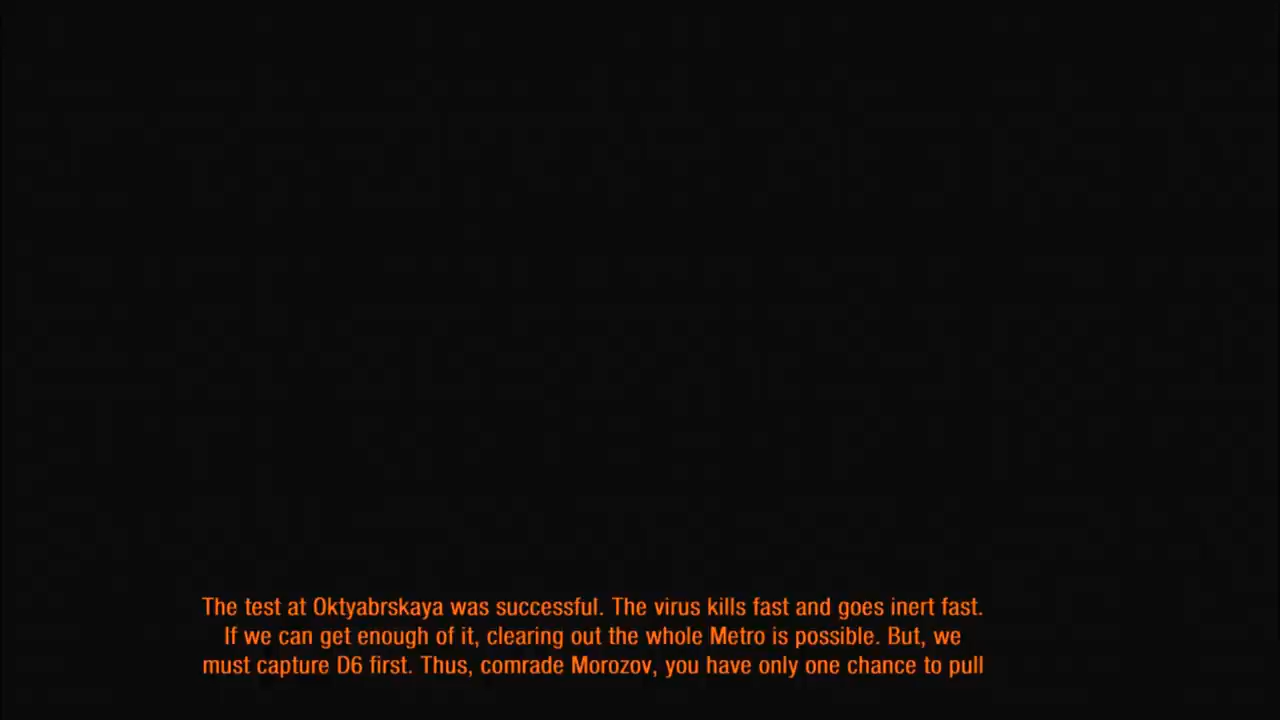 The test at Oktyabrskaya was successful. The virus kills fast and goes inert fast.
If we can get enough of it, clearing out the whole Metro is possible. But, we
must capture D6 first. Thus, comrade Morozov, you have only one chance to pull